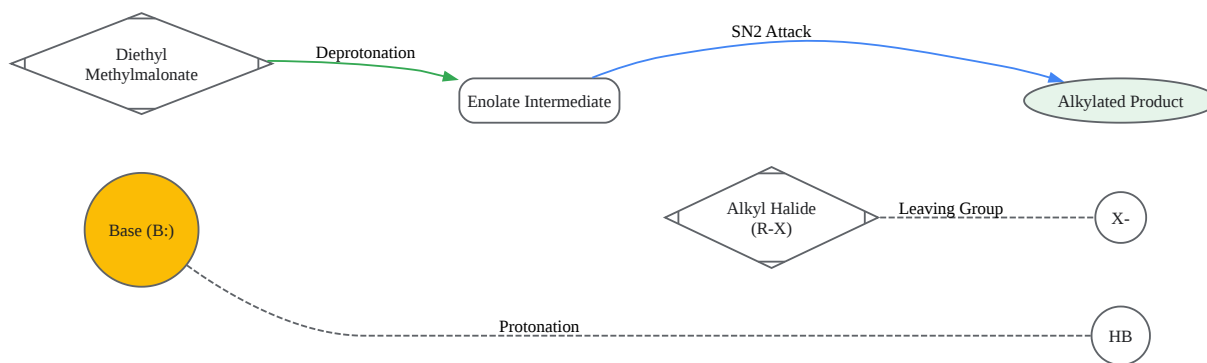 SN2 Attack
Diethyl
Methylmalonate
Deprotonation
Enolate Intermediate
Alkylated Product
Base (B:)
Alkyl Halide
(R-X)
Leaving Group
X-
Protonation
HB